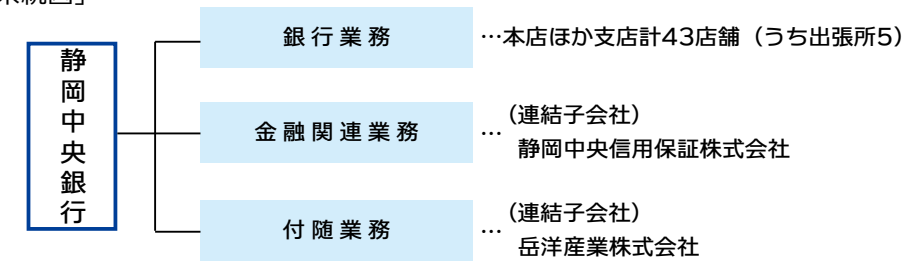 系統図」
静岡中央銀行
銀行業務
…本店ほか支店計43店舗（うち出張所5）
金融関連業務
…
（連結子会社）
静岡中央信用保証株式会社
付随業務
…
（連結子会社）
岳洋産業株式会社